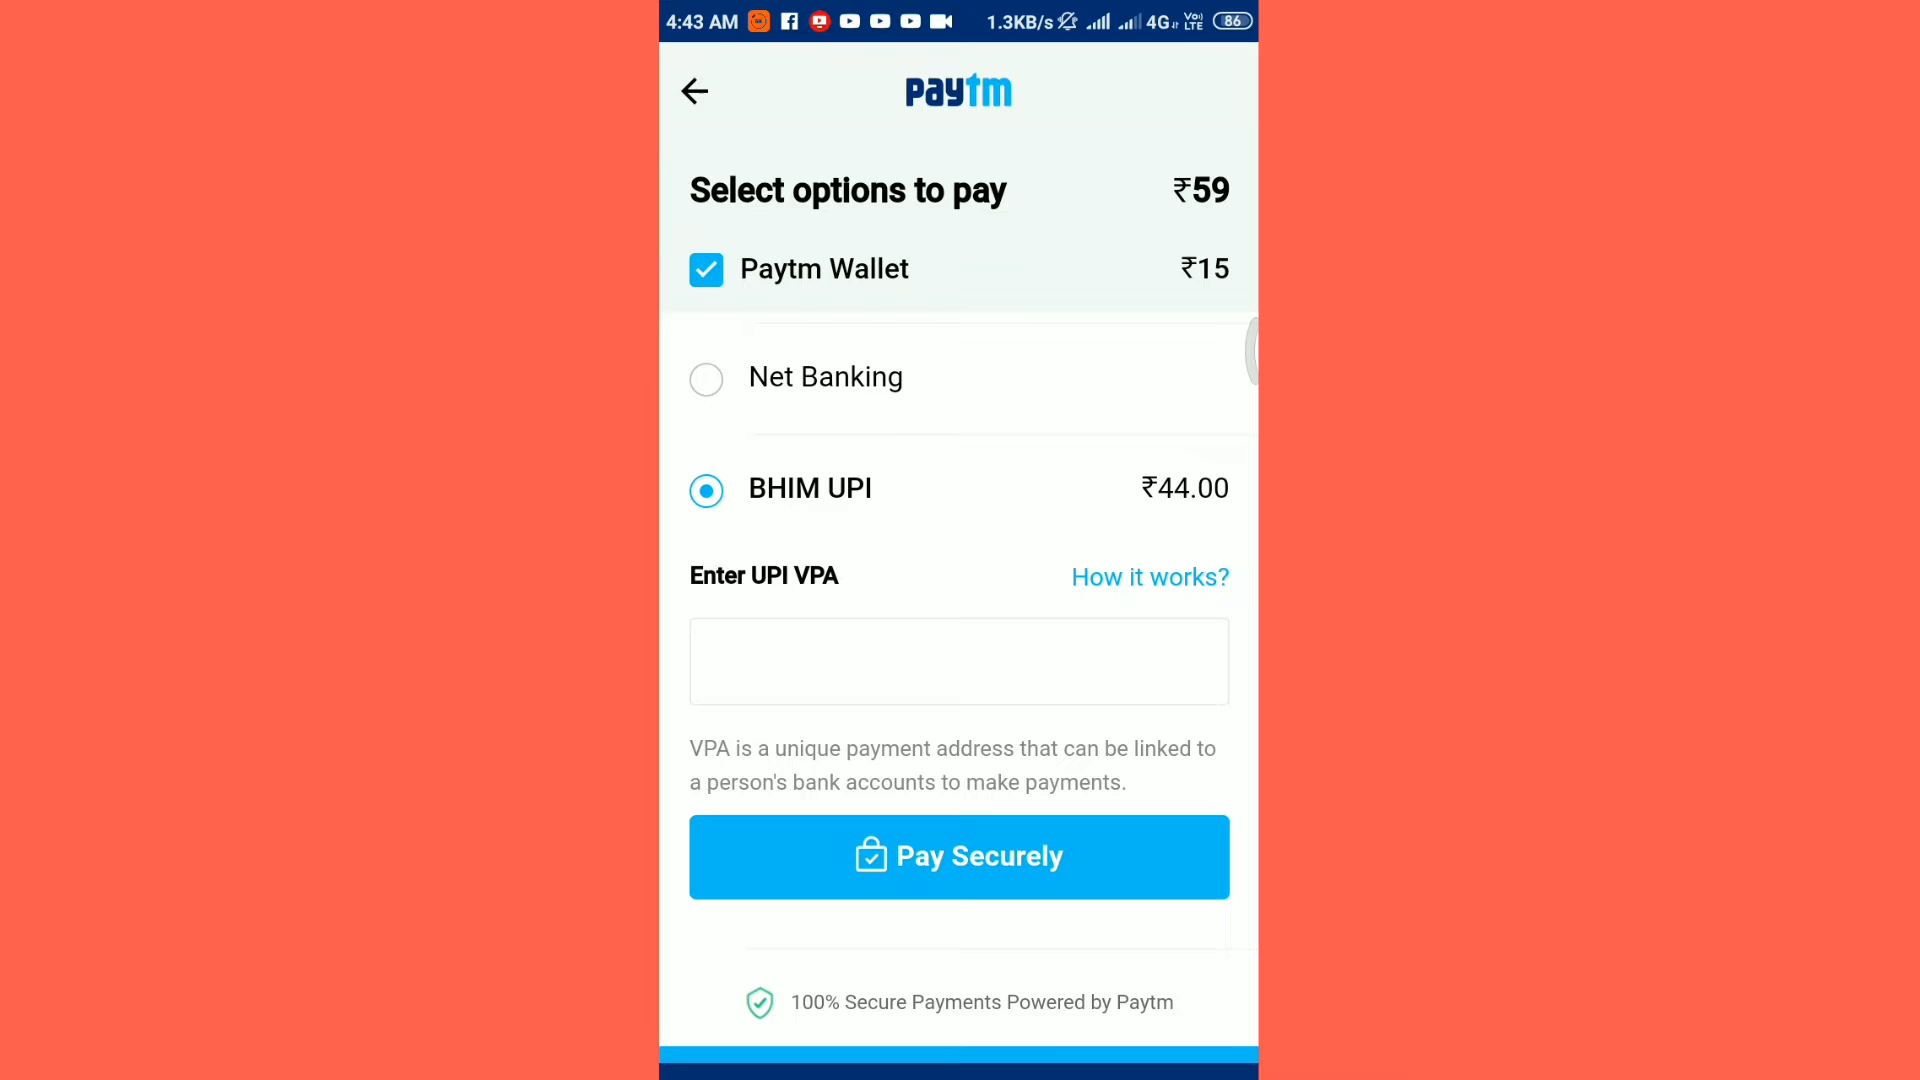 4:43 AM 1.3KB/s 4G VoLTE 86
paytm
Select options to pay ₹59
Paytm Wallet ₹15
Net Banking
BHIM UPI ₹44.00
Enter UPI VPA How it works?
VPA is a unique payment address that can be linked to
a person's bank accounts to make payments.
Pay Securely
100% Secure Payments Powered by Paytm